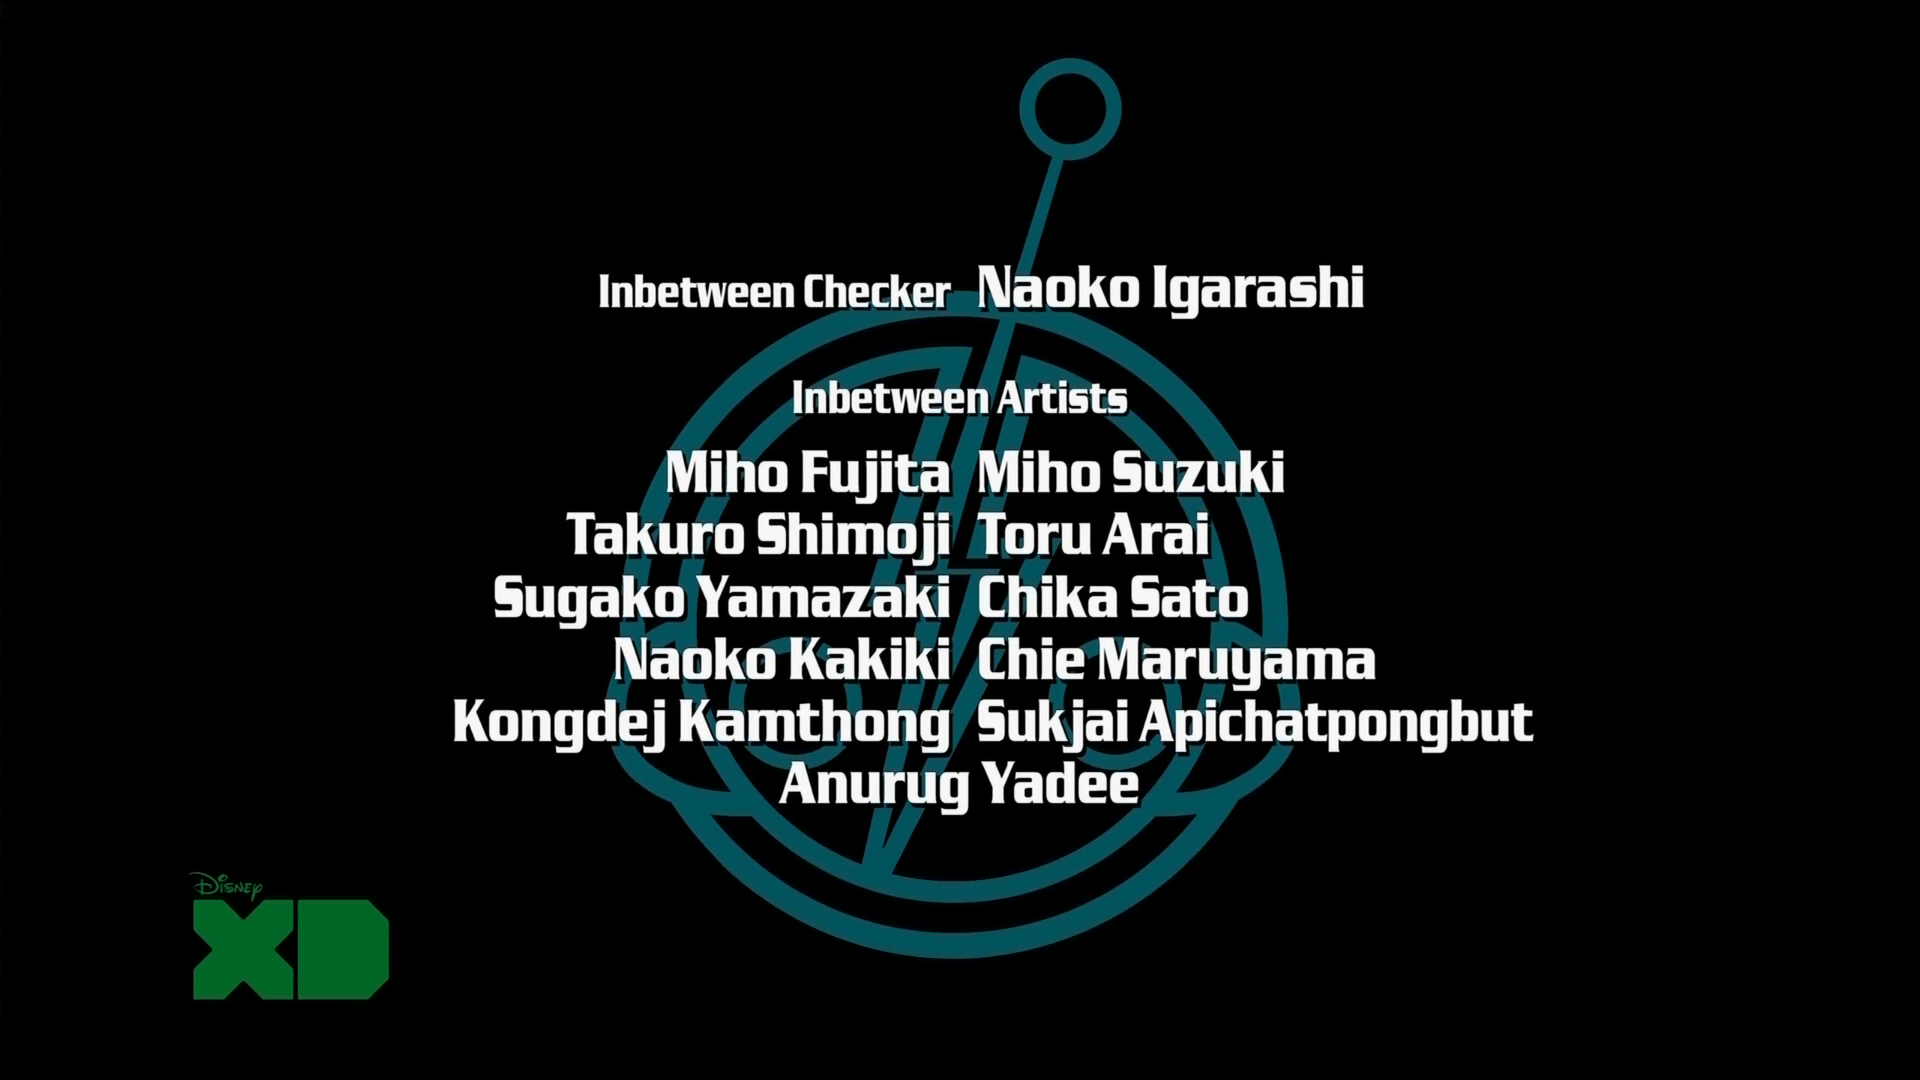 Inbetween Checker Naoko Igarashi
Inbetween Artists
Miho Fujita Miho Suzuki
Takuro Shimoji Toru Arai
Sugako Yamazaki Chika Sato
Naoko Kakiki Chie Maruyama
Kongdej Kamthong Sukjai Apichatpongbut
Anurug Yadee
Disney
XD